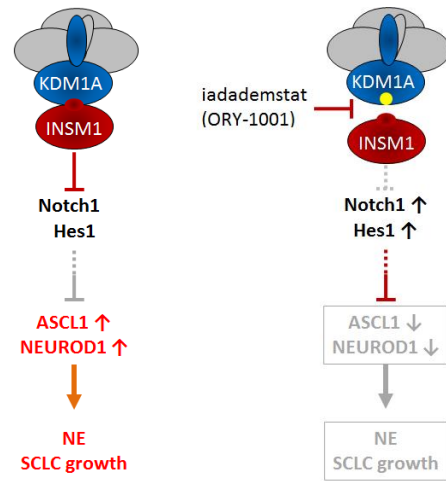 KDM1A
INSM1
Notch1
Hes1
ASCL1 ↑
NEUROD1 ↑
NE
SCLC growth
iadademstat
(ORY-1001)
KDM1A
INSM1
Notch1 ↑
Hes1 ↑
ASCL1 ↓
NEUROD1 ↓
NE
SCLC growth